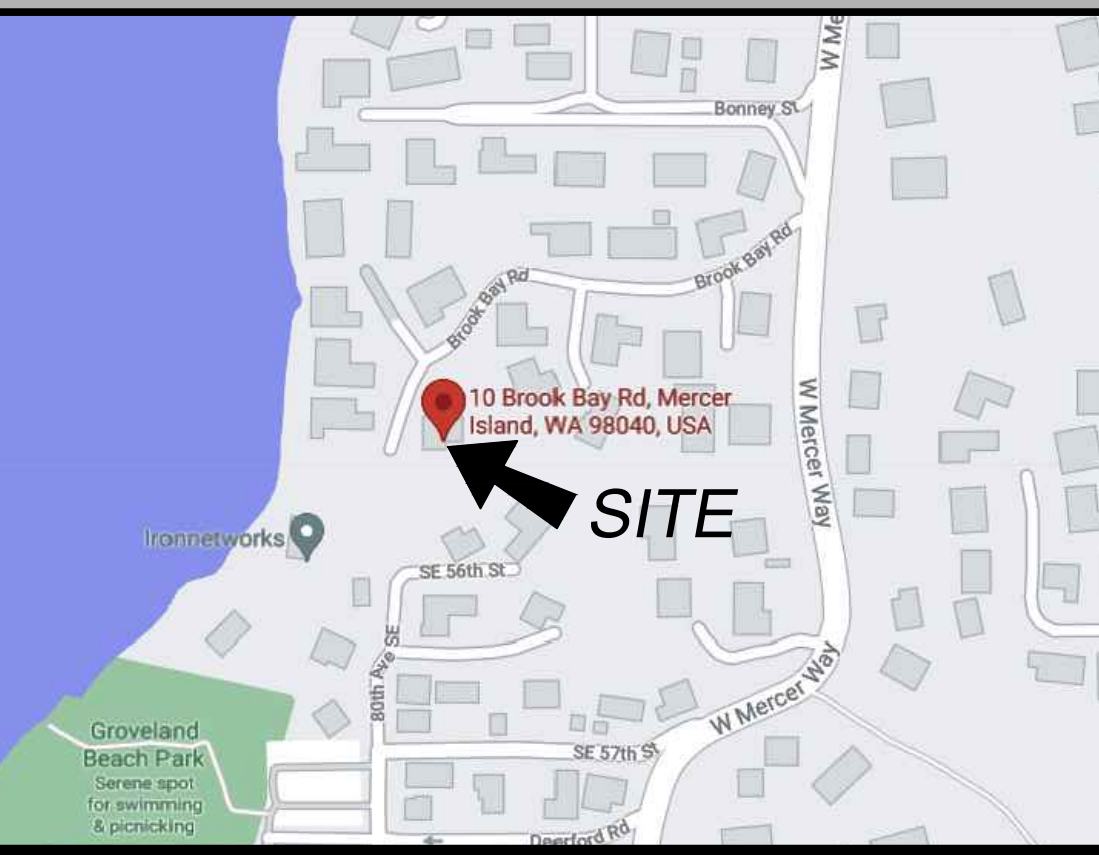 W Me
Bonney St
Brook Bay Rd
Brook Bay Rd
10 Brook Bay Rd, Mercer
Island, WA 98040, USA
W Mercer Way
SITE
Ironnetworks
SE 56th St
80th Ave SE
W Mercer Way
Groveland
Beach Park
Serene spot
for swimming
& picnicking
SE 57th St
Deerford Rd